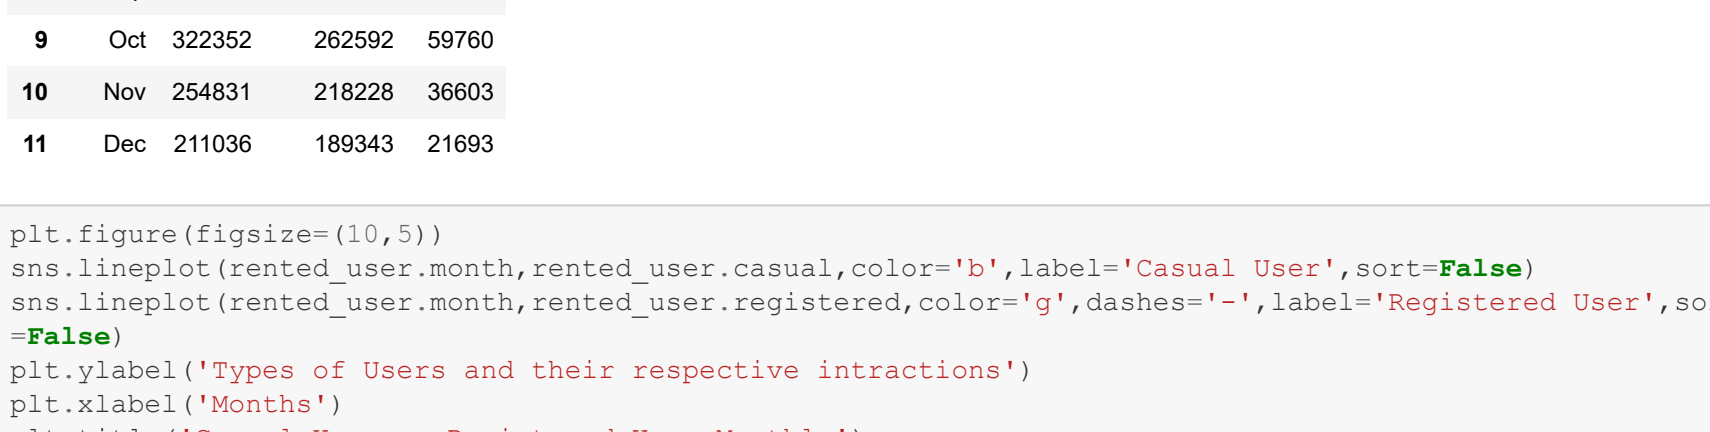 9 Oct 322352 262592 59760
10 Nov 254831 218228 36603
11 Dec 211036 189343 21693
plt.figure(figsize=(10,5))
sns.lineplot(rented_user.month,rented_user.casual,color='b',label='Casual User',sort=False)
sns.lineplot(rented_user.month,rented_user.registered,color='g',dashes='-',label='Registered User',so
=False)
plt.ylabel('Types of Users and their respective intractions')
plt.xlabel('Months')